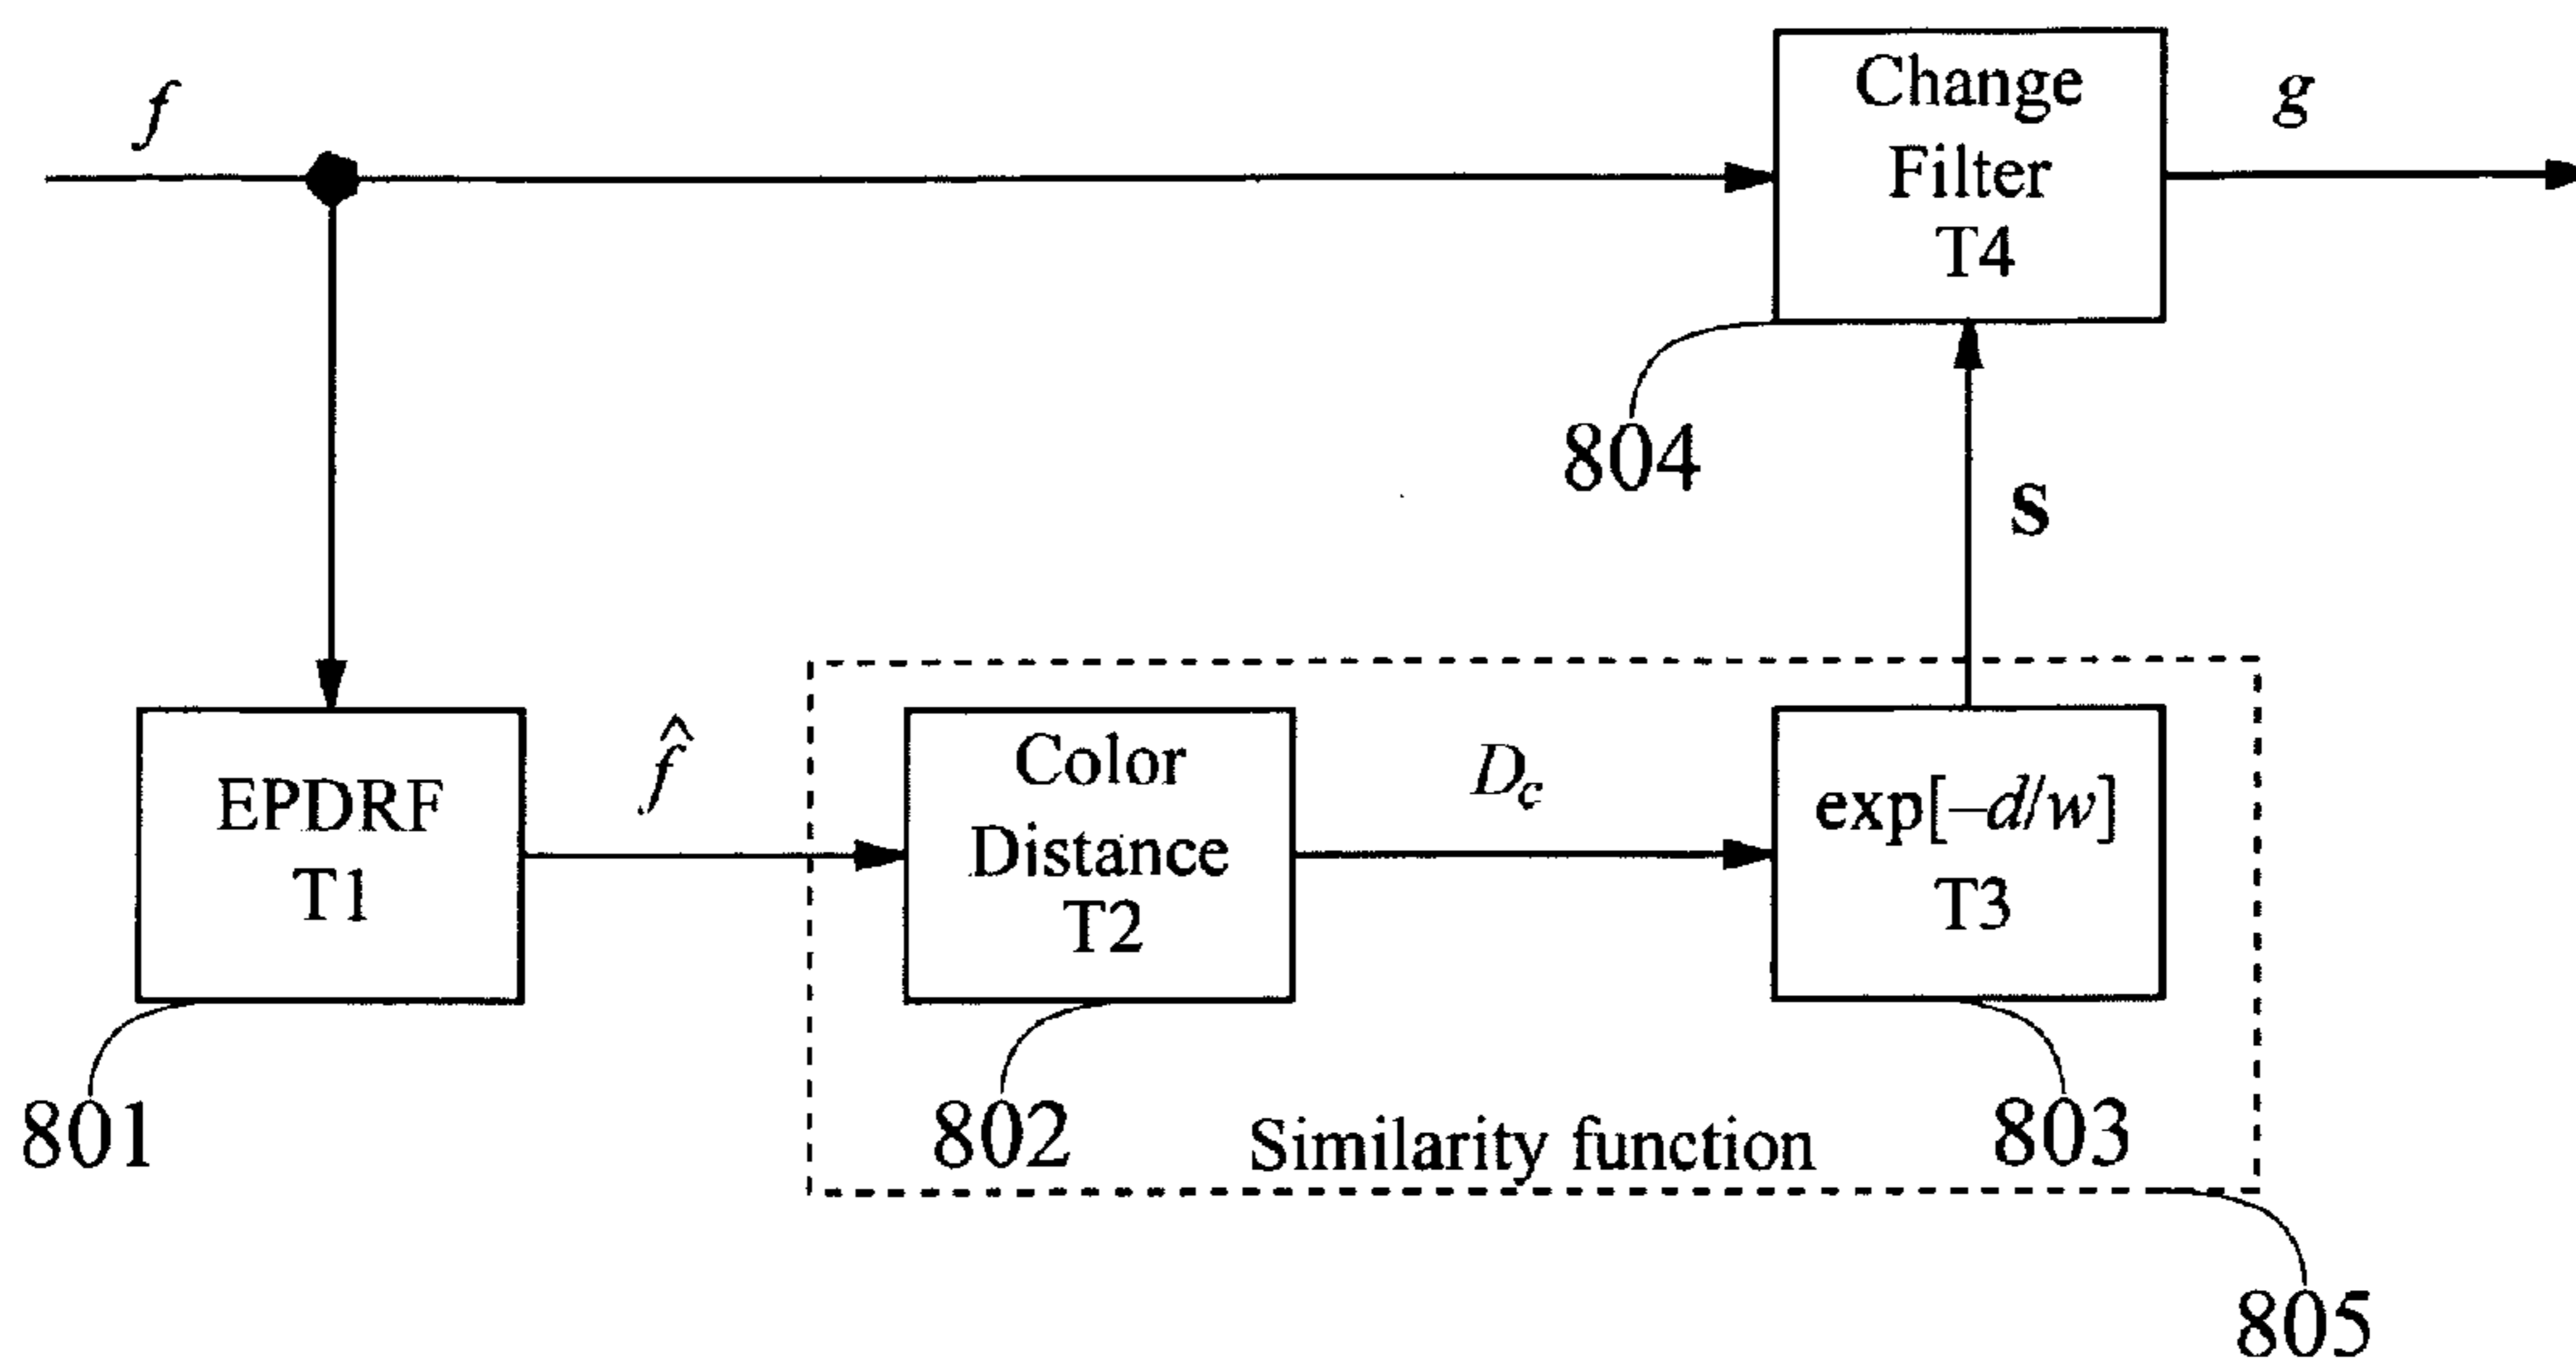 f
Change
Filter
T4
g
804
S
EPDRF
T1
f̂
Color
Distance
T2
D_c
exp[–d/w]
T3
801
802
Similarity function
803
805